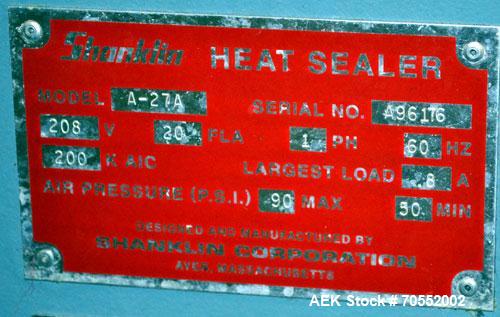 Shanklin HEAT SEALER
MODEL A-27A SERIAL NO. A96176
208 V 20 FLA 1 PH 60 HZ
200 K AIC LARGEST LOAD 8 A
AIR PRESSURE (P.S.I.) 90 MAX 50 MIN
DESIGNED AND MANUFACTURED BY
SHANKLIN CORPORATION
AYER, MASSACHUSETTS
AEK Stock # 70552002